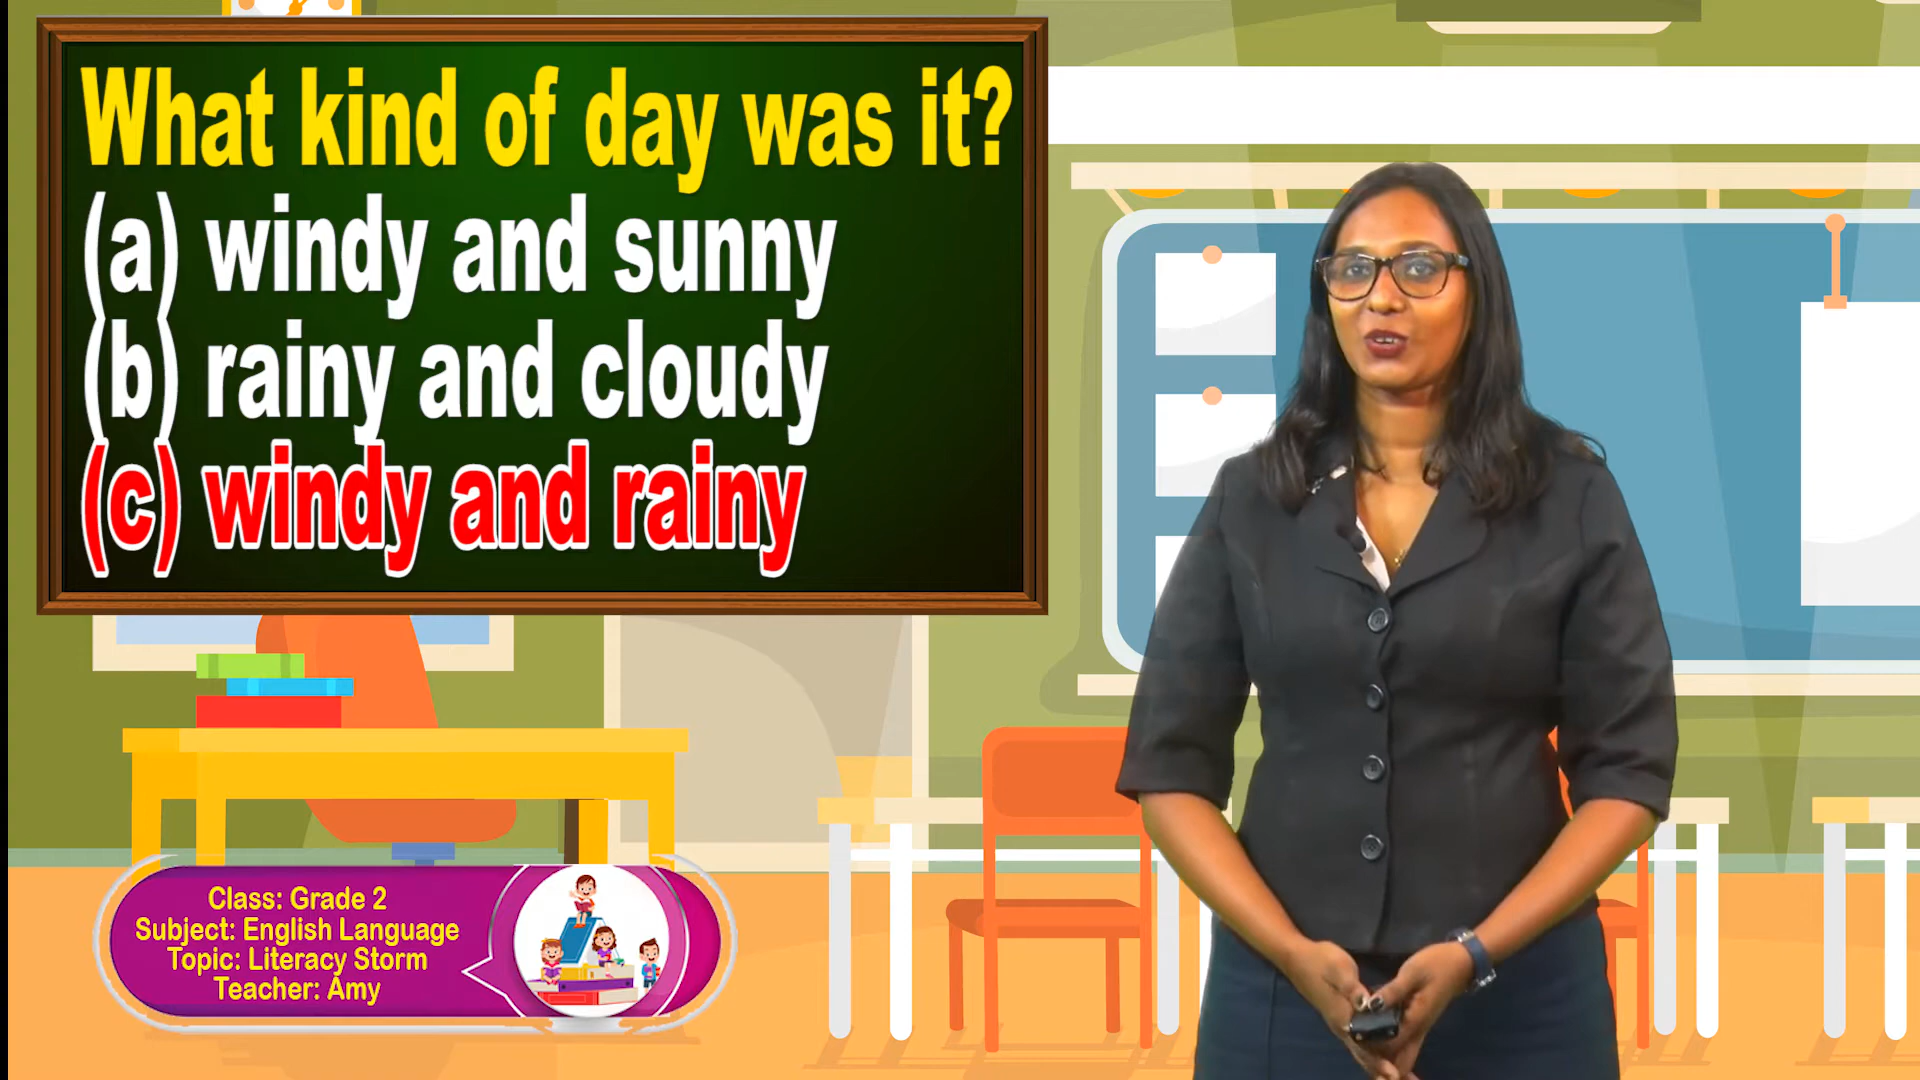 What kind of day was it?
(a) windy and sunny
(b) rainy and cloudy
(c) windy and rainy
Class: Grade 2
Subject: English Language
Topic: Literacy Storm
Teacher: Amy